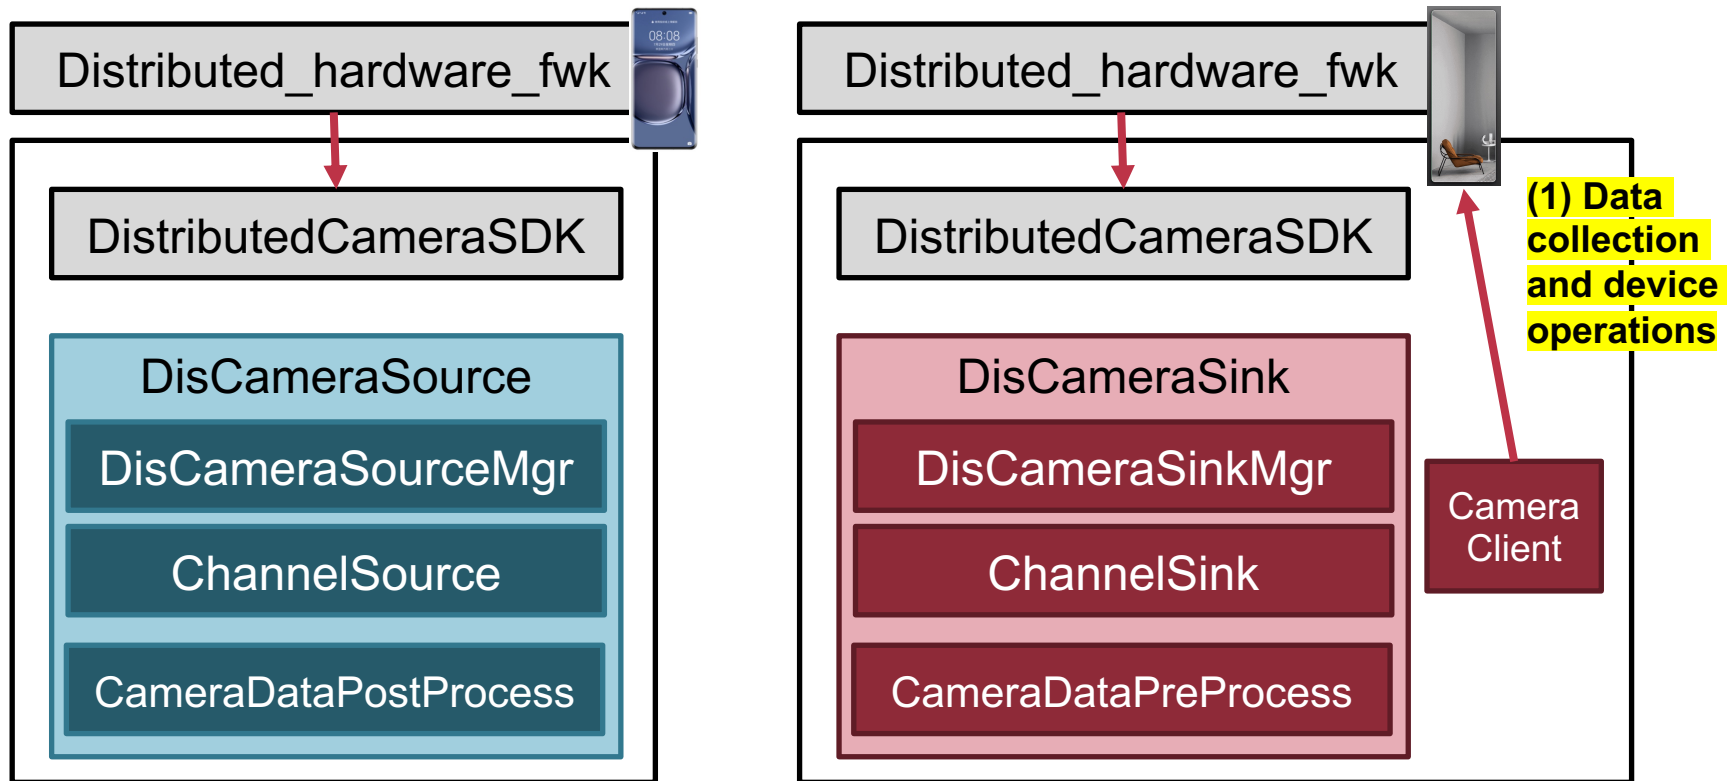 Distributed_hardware_fwk
08:08
DistributedCameraSDK
DisCameraSource
DisCameraSourceMgr
ChannelSource
CameraDataPostProcess
Distributed_hardware_fwk
DistributedCameraSDK
DisCameraSink
DisCameraSinkMgr
ChannelSink
CameraDataPreProcess
Camera
Client
(1) Data
collection
and device
operations